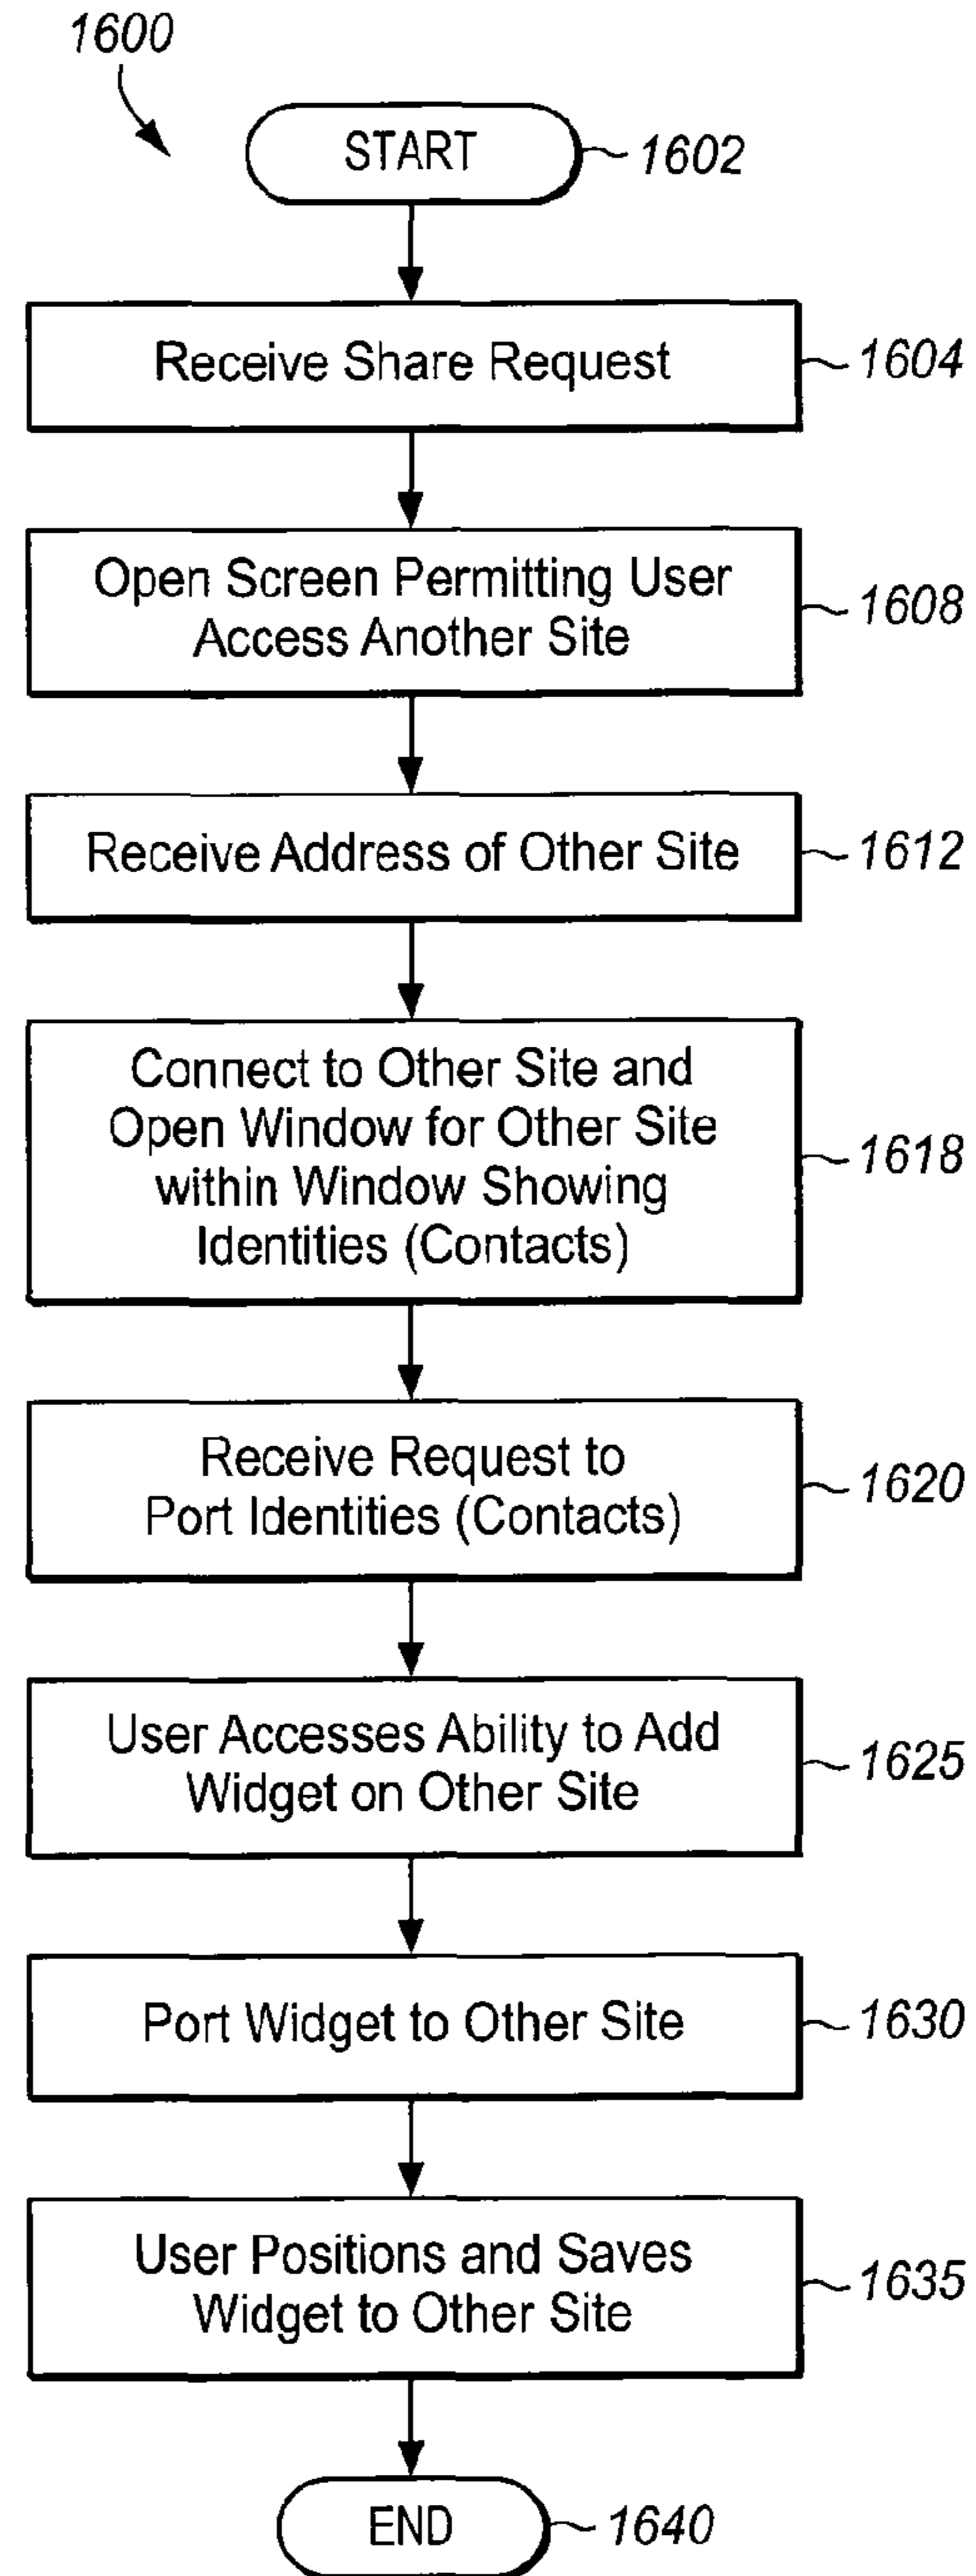 1600
START
1602
Receive Share Request
1604
Open Screen Permitting User
Access Another Site
1608
Receive Address of Other Site
1612
Connect to Other Site and
Open Window for Other Site
within Window Showing
Identities (Contacts)
1618
Receive Request to
Port Identities (Contacts)
1620
User Accesses Ability to Add
Widget on Other Site
1625
Port Widget to Other Site
1630
User Positions and Saves
Widget to Other Site
1635
END
1640